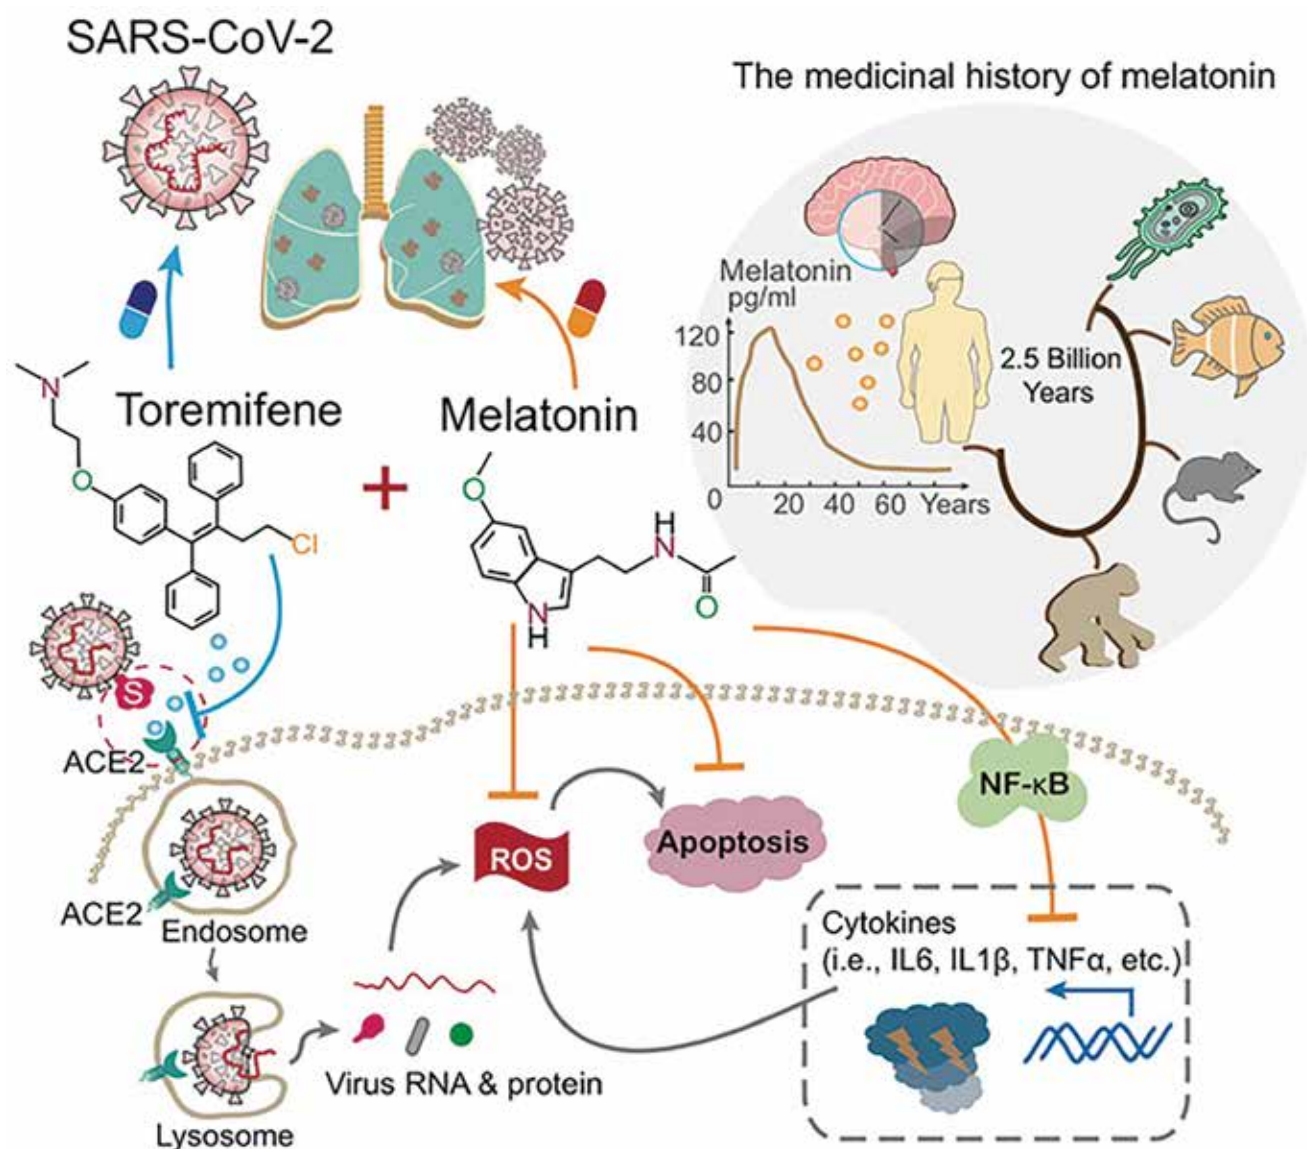 SARS-CoV-2
The medicinal history of melatonin
Melatonin
pg/ml
120
80
40
0
20 40 60 Years
2.5 Billion
Years
Toremifene
+
Melatonin
N
O
Cl
O
N
H
H
N
O
S
ACE2
NF-κB
ROS
Apoptosis
ACE2
Endosome
Cytokines
(i.e., IL6, IL1β, TNFα, etc.)
Virus RNA & protein
Lysosome